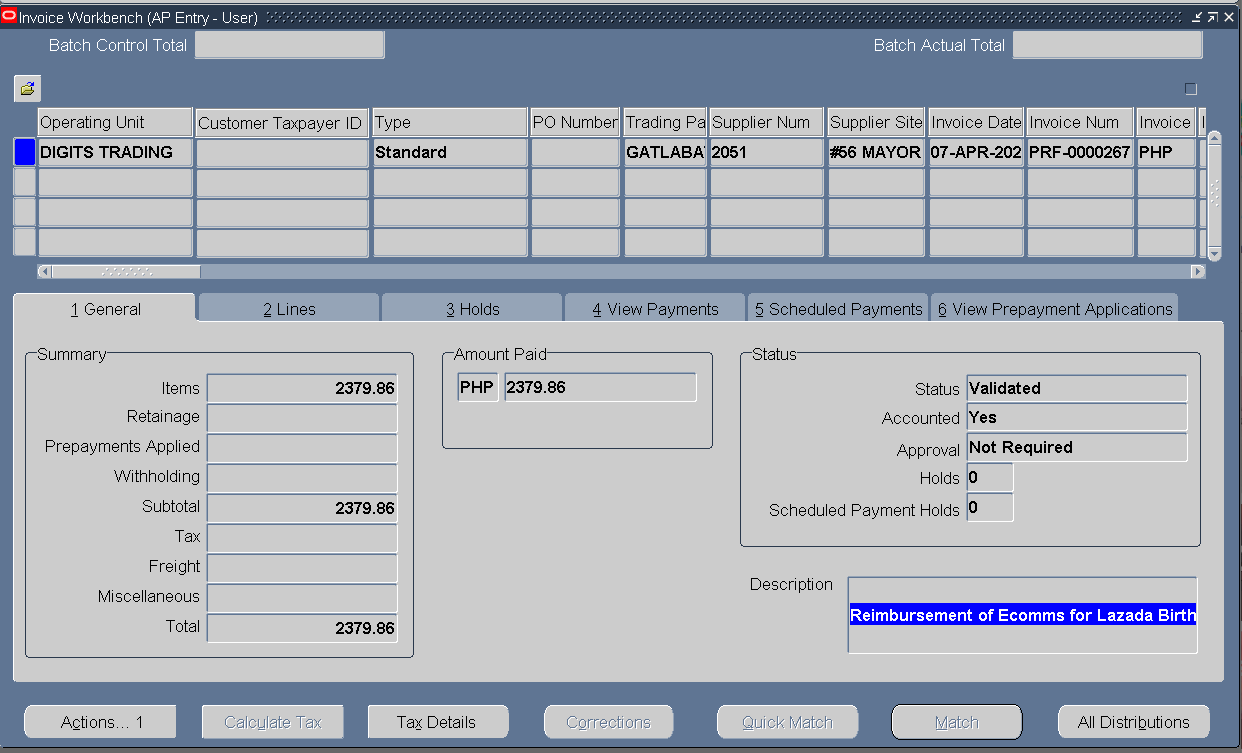 Invoice Workbench (AP Entry - User)
Batch Control Total
Batch Actual Total
Operating Unit Customer Taxpayer ID Type PO Number Trading Pa Supplier Num Supplier Site Invoice Date Invoice Num Invoice
DIGITS TRADING Standard GATLABA 2051 #56 MAYOR 07-APR-202 PRF-0000267 PHP
1 General 2 Lines 3 Holds 4 View Payments 5 Scheduled Payments 6 View Prepayment Applications
Summary
Items 2379.86
Retainage
Prepayments Applied
Withholding
Subtotal 2379.86
Tax
Freight
Miscellaneous
Total 2379.86
Amount Paid
PHP 2379.86
Status
Status Validated
Accounted Yes
Approval Not Required
Holds 0
Scheduled Payment Holds 0
Description
Reimbursement of Ecomms for Lazada Birth
Actions... 1 Calculate Tax Tax Details Corrections Quick Match Match All Distributions